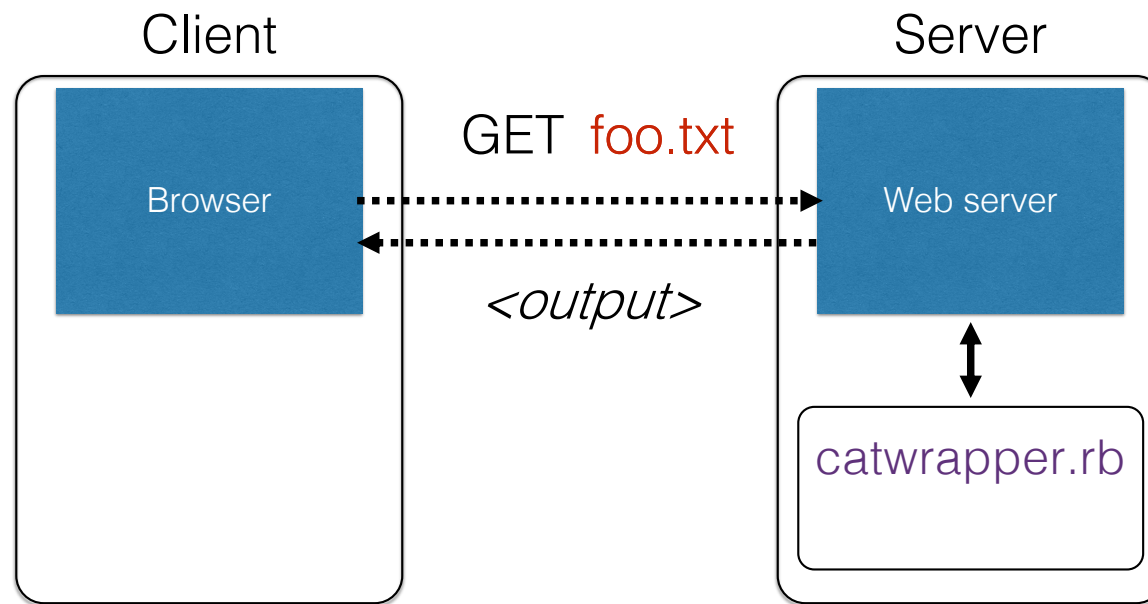 Client
Server
GET foo.txt
Browser
Web server
<output>
catwrapper.rb